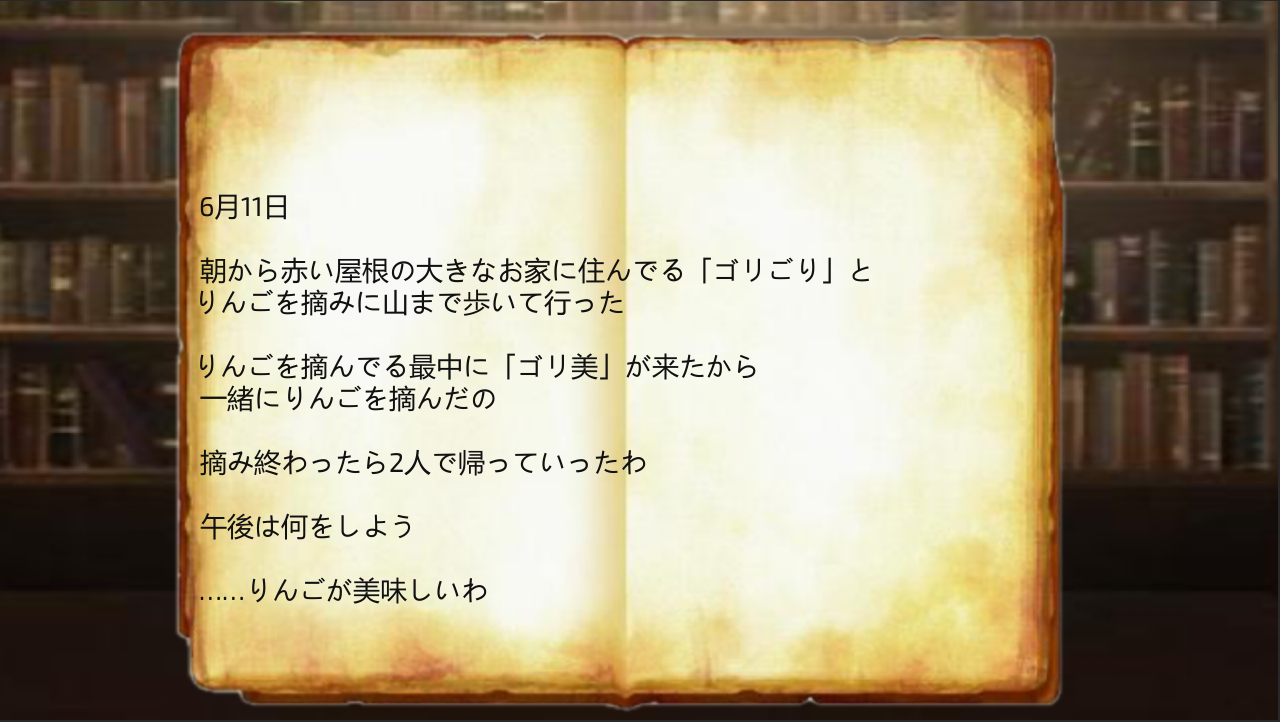 6月11日
朝から赤い屋根の大きなお家に住んでる「ゴリごり」と
りんごを摘みに山まで歩いて行った
りんごを摘んでる最中に「ゴリ美」が来たから
一緒にりんごを摘んだの
摘み終わったら2人で帰っていったわ
午後は何をしよう
……りんごが美味しいわ